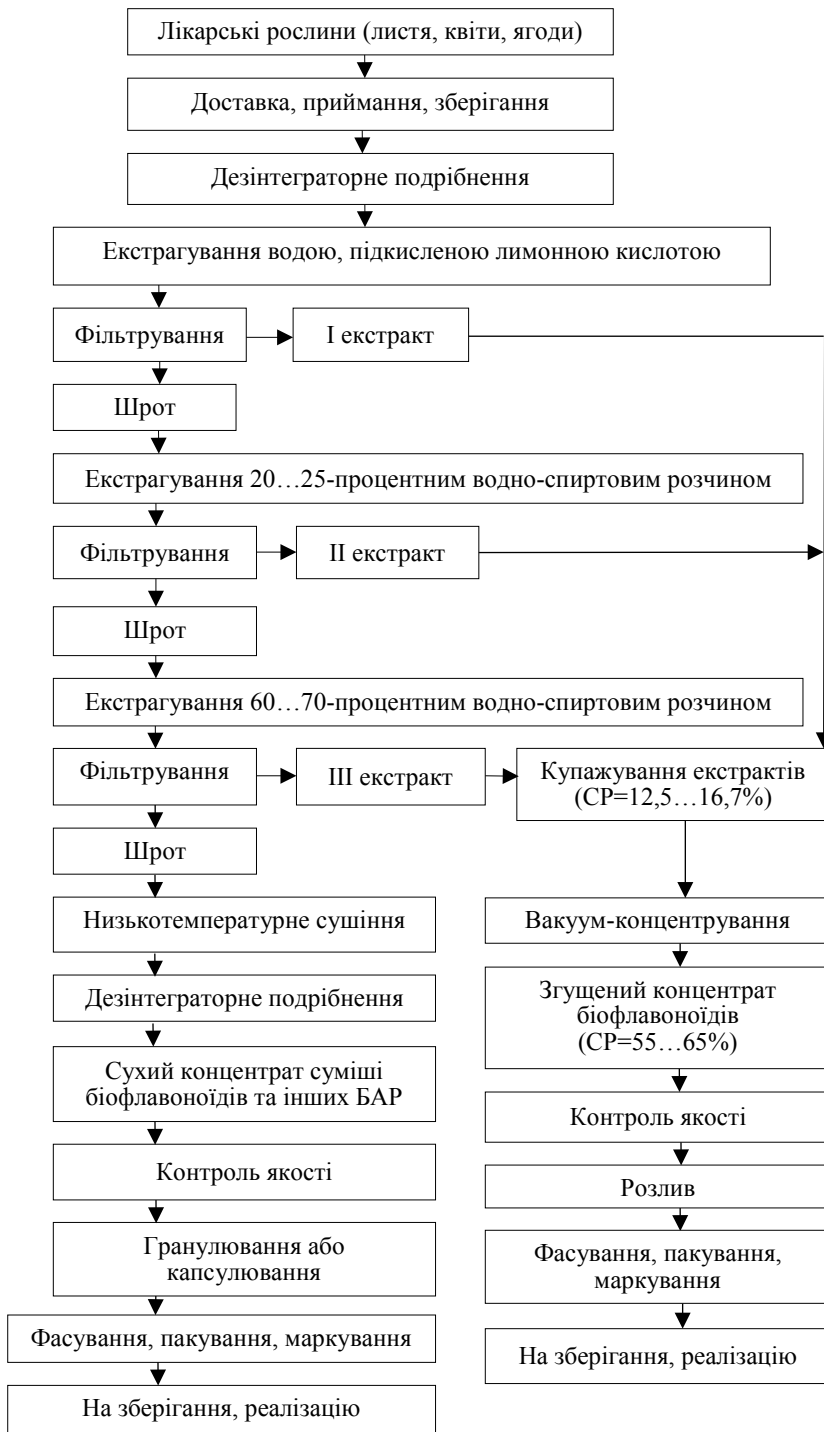 Лікарські рослини (листя, квіти, ягоди)
Доставка, приймання, зберігання
Дезінтеграторне подрібнення
Екстрагування водою, підкисленою лимонною кислотою
Фільтрування
І екстракт
Шрот
Екстрагування 20…25-процентним водно-спиртовим розчином
Фільтрування
ІІ екстракт
Шрот
Екстрагування 60…70-процентним водно-спиртовим розчином
Фільтрування
ІІІ екстракт
Купажування екстрактів
(СР=12,5…16,7%)
Шрот
Низькотемпературне сушіння
Дезінтеграторне подрібнення
Сухий концентрат суміші
біофлавоноїдів та інших БАР
Контроль якості
Гранулювання або
капсулювання
Фасування, пакування, маркування
На зберігання, реалізацію
Вакуум-концентрування
Згущений концентрат
біофлавоноїдів
(СР=55…65%)
Контроль якості
Розлив
Фасування, пакування,
маркування
На зберігання, реалізацію